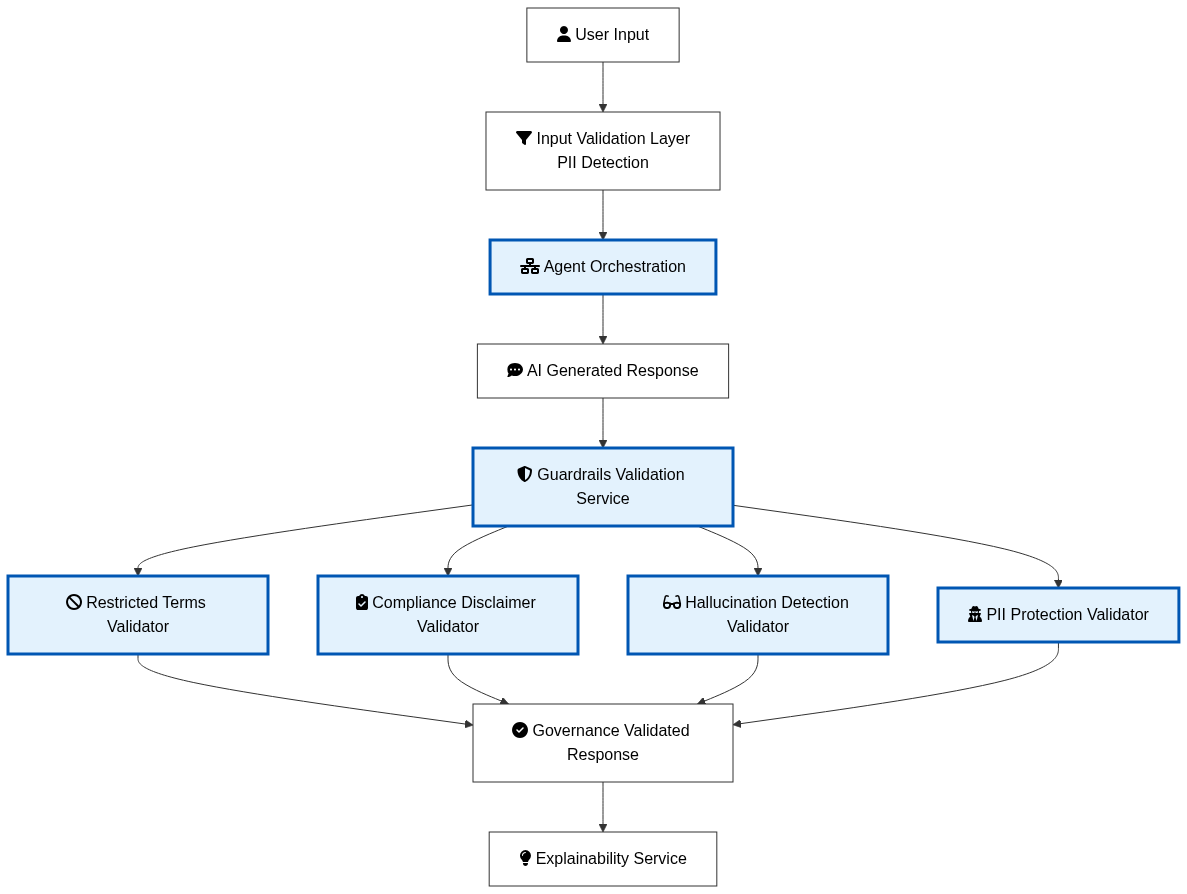 User Input
Input Validation Layer
PII Detection
Agent Orchestration
AI Generated Response
Guardrails Validation
Service
Restricted Terms
Validator
Compliance Disclaimer
Validator
Hallucination Detection
Validator
PII Protection Validator
Governance Validated
Response
Explainability Service